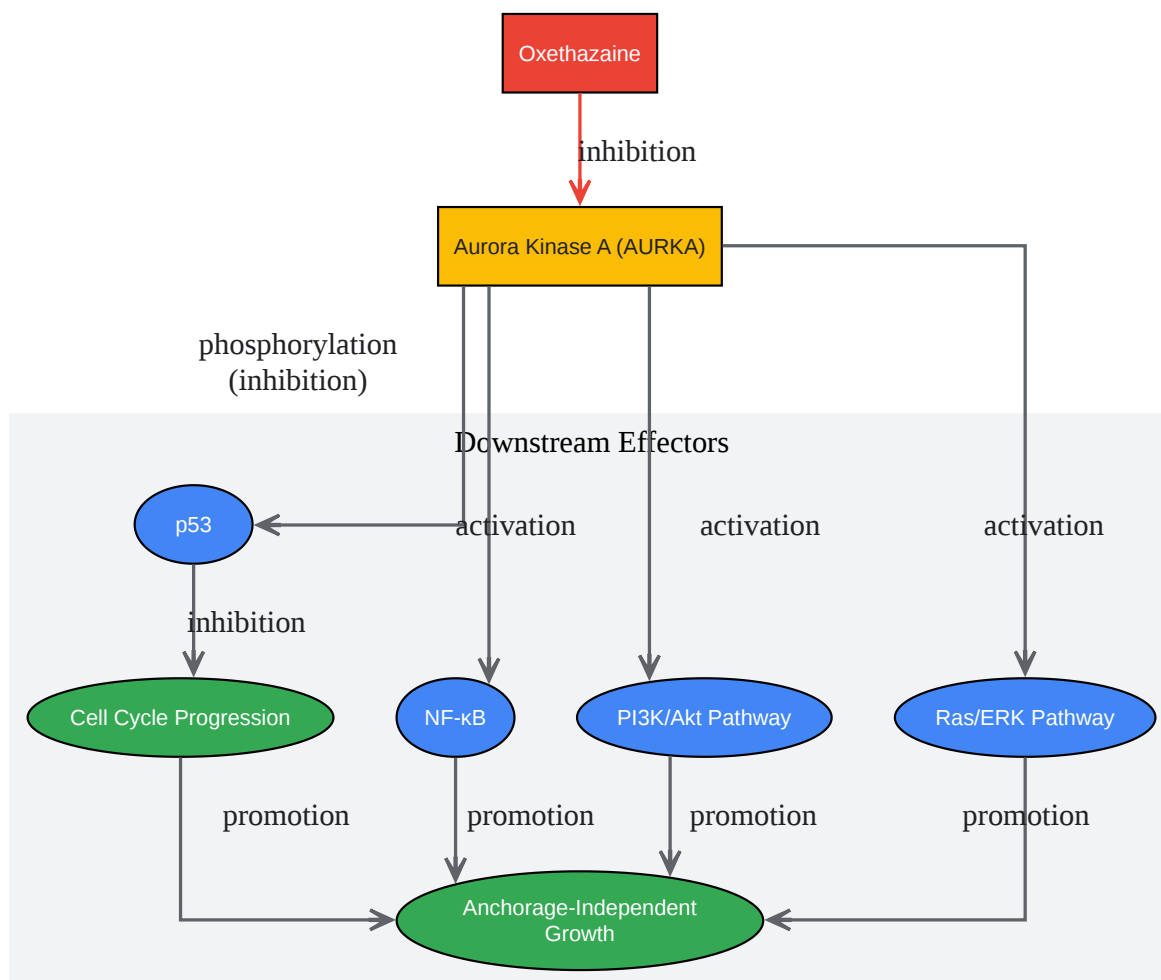 Oxethazaine
inhibition
Aurora Kinase A (AURKA)
phosphorylation
(inhibition)
Downstream Effectors
p53
activation
activation
activation
inhibition
Cell Cycle Progression
NF-κB
PI3K/Akt Pathway
Ras/ERK Pathway
promotion
promotion
promotion
promotion
Anchorage-Independent
Growth